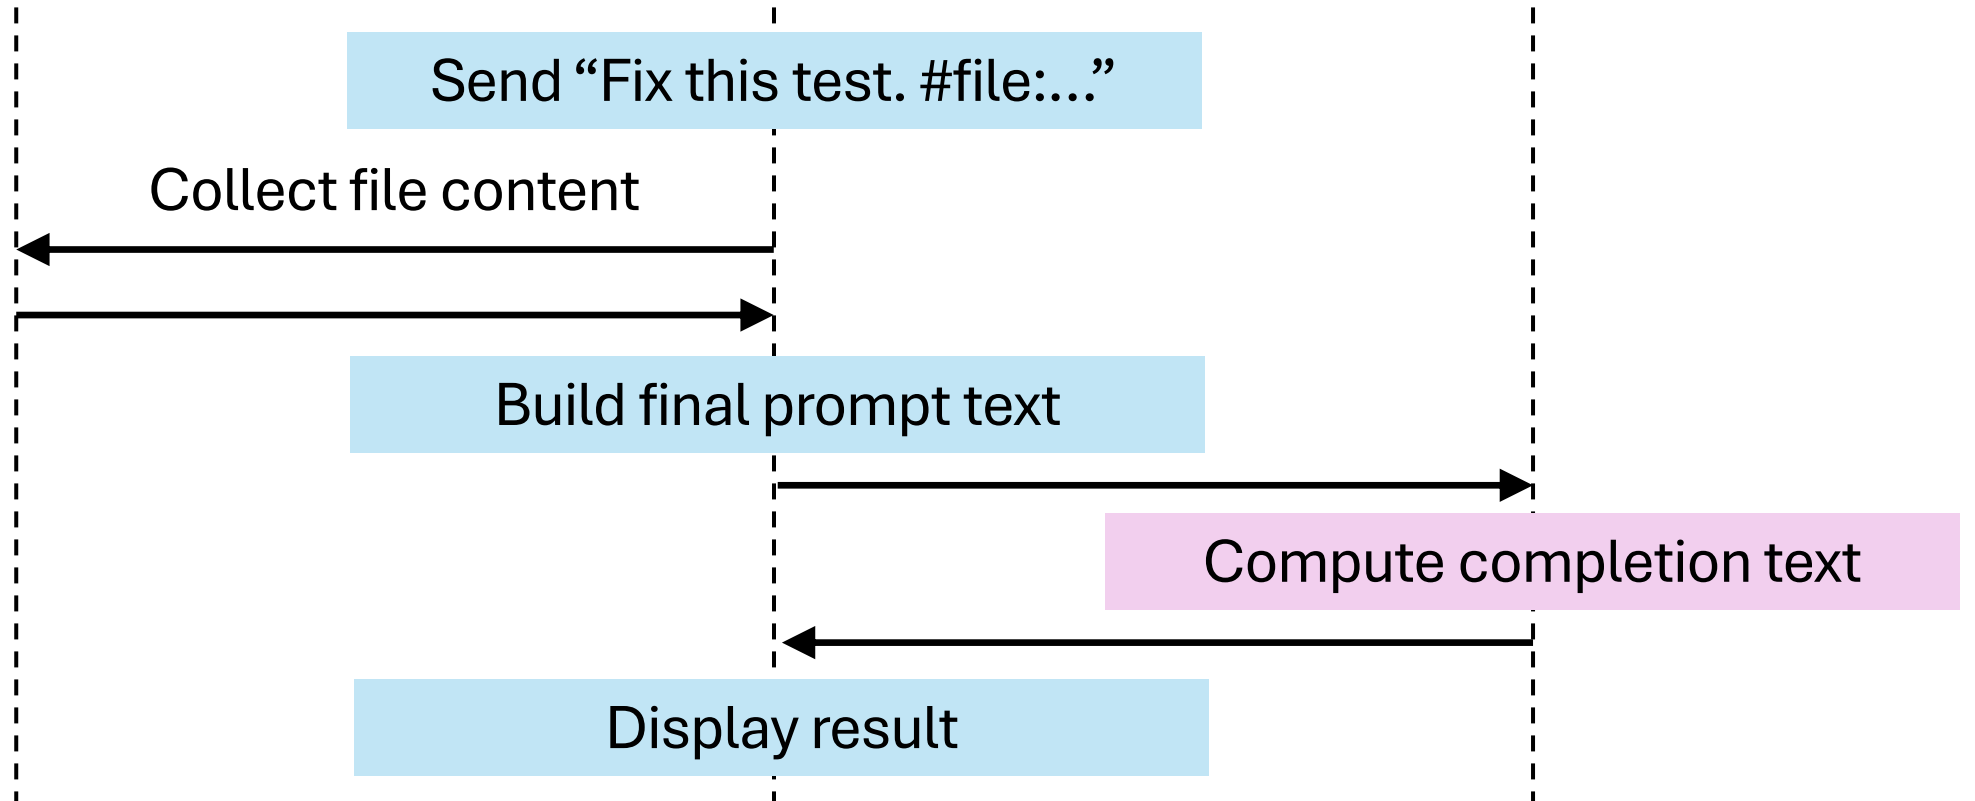 Send “Fix this test. #file:...”
Collect file content
Build final prompt text
Compute completion text
Display result